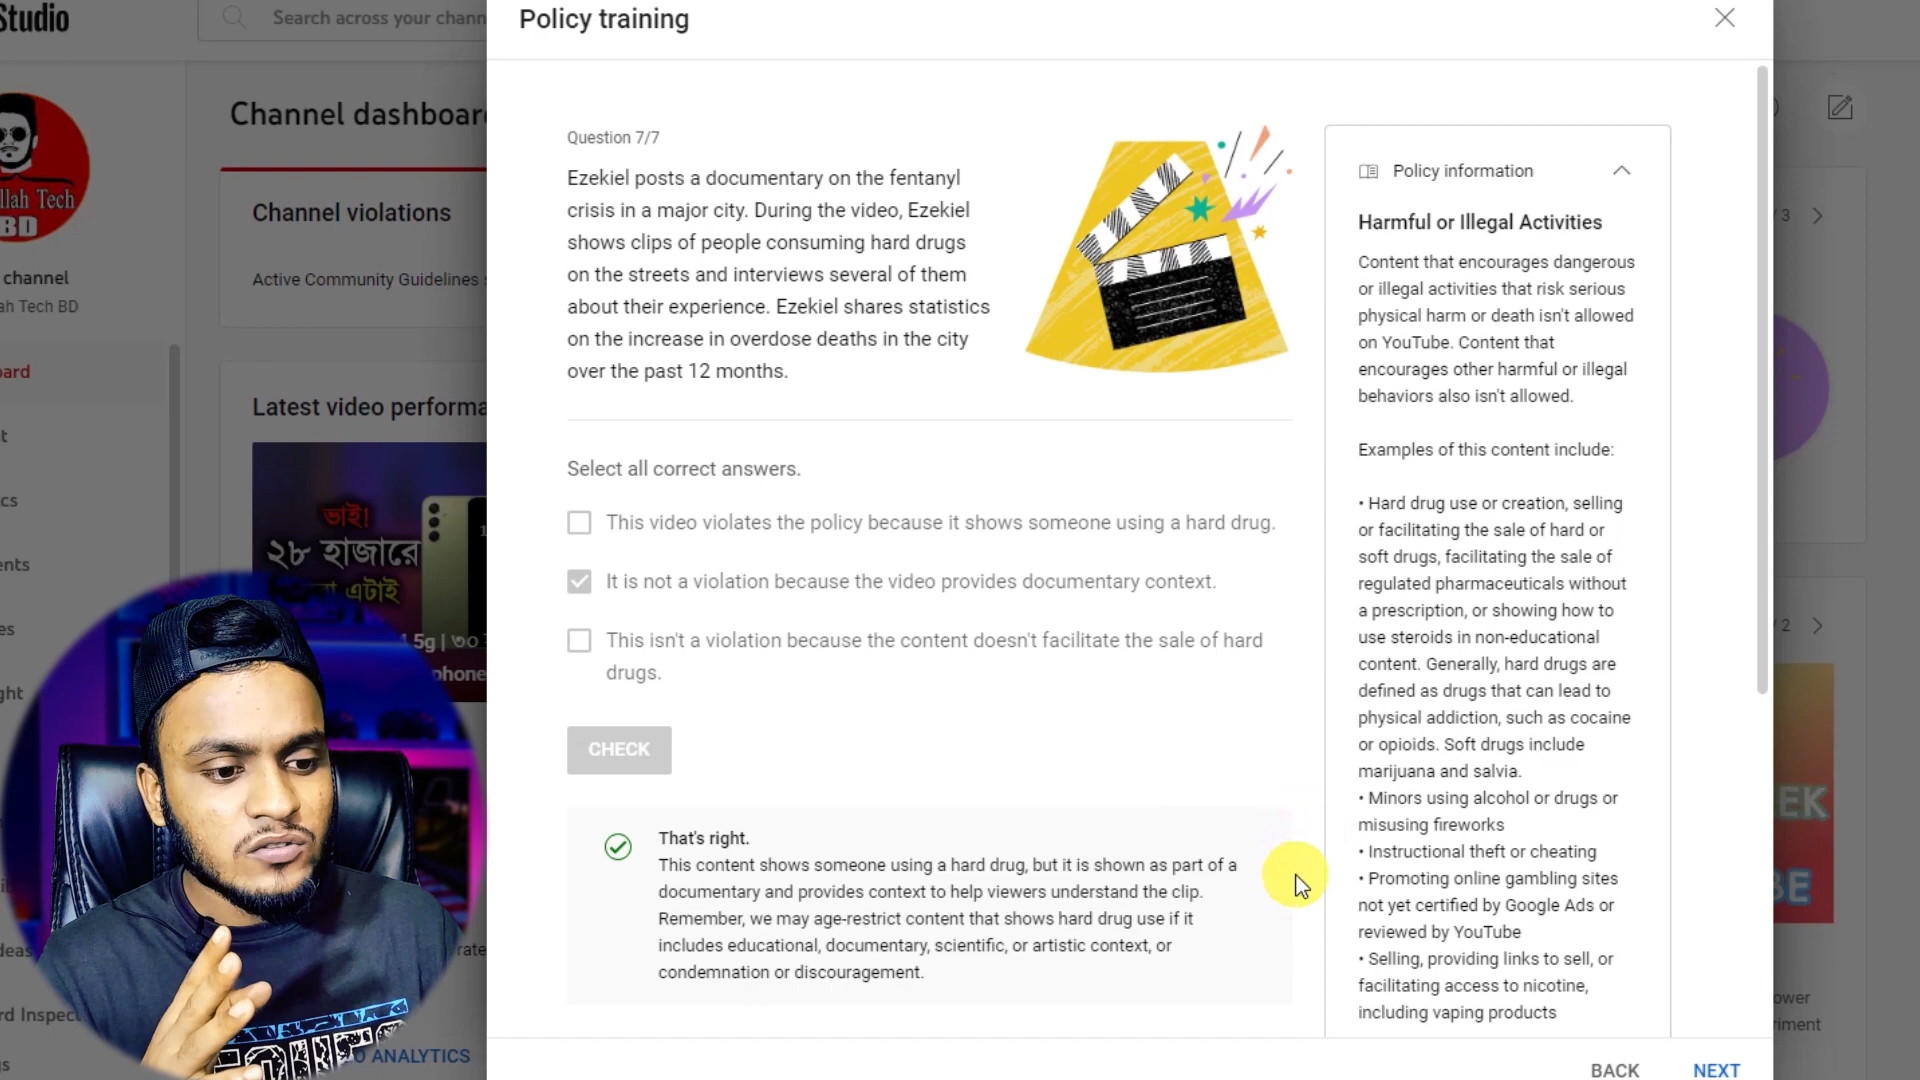 Studio
Search across your chann
Policy training
Channel dashboar
Channel violations
Active Community Guidelines
llah Tech
BD
channel
ah Tech BD
Latest video performa
ভাই!
২৮ হাজারে
এটাই
5g | ৩০
phone
ANALYTICS
Question 7/7
Ezekiel posts a documentary on the fentanyl
crisis in a major city. During the video, Ezekiel
shows clips of people consuming hard drugs
on the streets and interviews several of them
about their experience. Ezekiel shares statistics
on the increase in overdose deaths in the city
over the past 12 months.
Select all correct answers.
This video violates the policy because it shows someone using a hard drug.
It is not a violation because the video provides documentary context.
This isn't a violation because the content doesn't facilitate the sale of hard
drugs.
CHECK
That's right.
This content shows someone using a hard drug, but it is shown as part of a
documentary and provides context to help viewers understand the clip.
Remember, we may age-restrict content that shows hard drug use if it
includes educational, documentary, scientific, or artistic context, or
condemnation or discouragement.
Policy information
Harmful or Illegal Activities
Content that encourages dangerous
or illegal activities that risk serious
physical harm or death isn't allowed
on YouTube. Content that
encourages other harmful or illegal
behaviors also isn't allowed.
Examples of this content include:
• Hard drug use or creation, selling
or facilitating the sale of hard or
soft drugs, facilitating the sale of
regulated pharmaceuticals without
a prescription, or showing how to
use steroids in non-educational
content. Generally, hard drugs are
defined as drugs that can lead to
physical addiction, such as cocaine
or opioids. Soft drugs include
marijuana and salvia.
• Minors using alcohol or drugs or
misusing fireworks
• Instructional theft or cheating
• Promoting online gambling sites
not yet certified by Google Ads or
reviewed by YouTube
• Selling, providing links to sell, or
facilitating access to nicotine,
including vaping products
BACK
NEXT